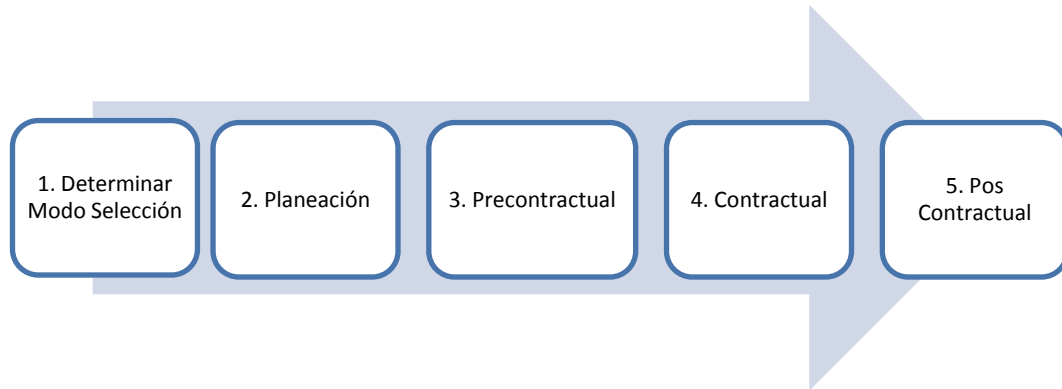 1. Determinar
Modo Selección
2. Planeación
3. Precontractual
4. Contractual
5. Pos
Contractual